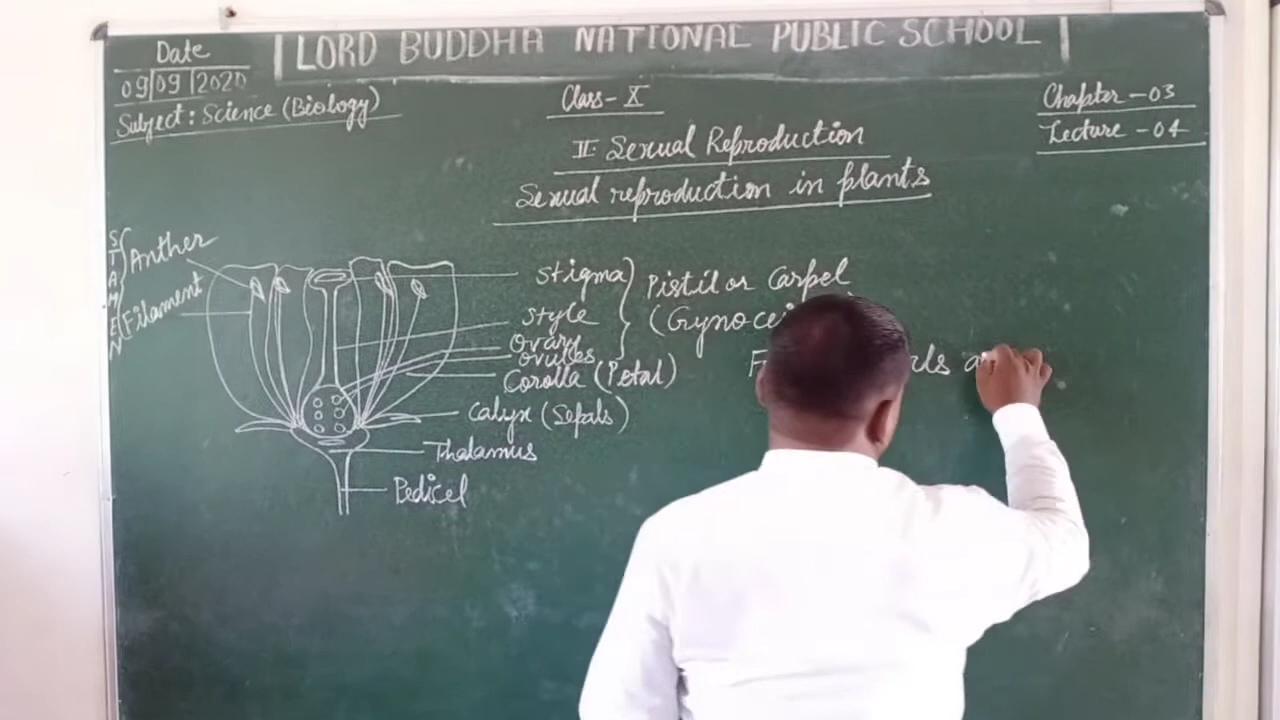 Date
09/09/2020
LORD BUDDHA NATIONAL PUBLIC SCHOOL
Subject: Science (Biology)
Class-X
Chapter-03
Lecture-04
II. Sexual Reproduction
Sexual reproduction in plants
STAMEN
Anther
Filament
Stigma
Style
Ovary
Ovules
Pistil or Carpel
Corolla (Petal)
Calyx (Sepals)
Thalamus
Pedicel